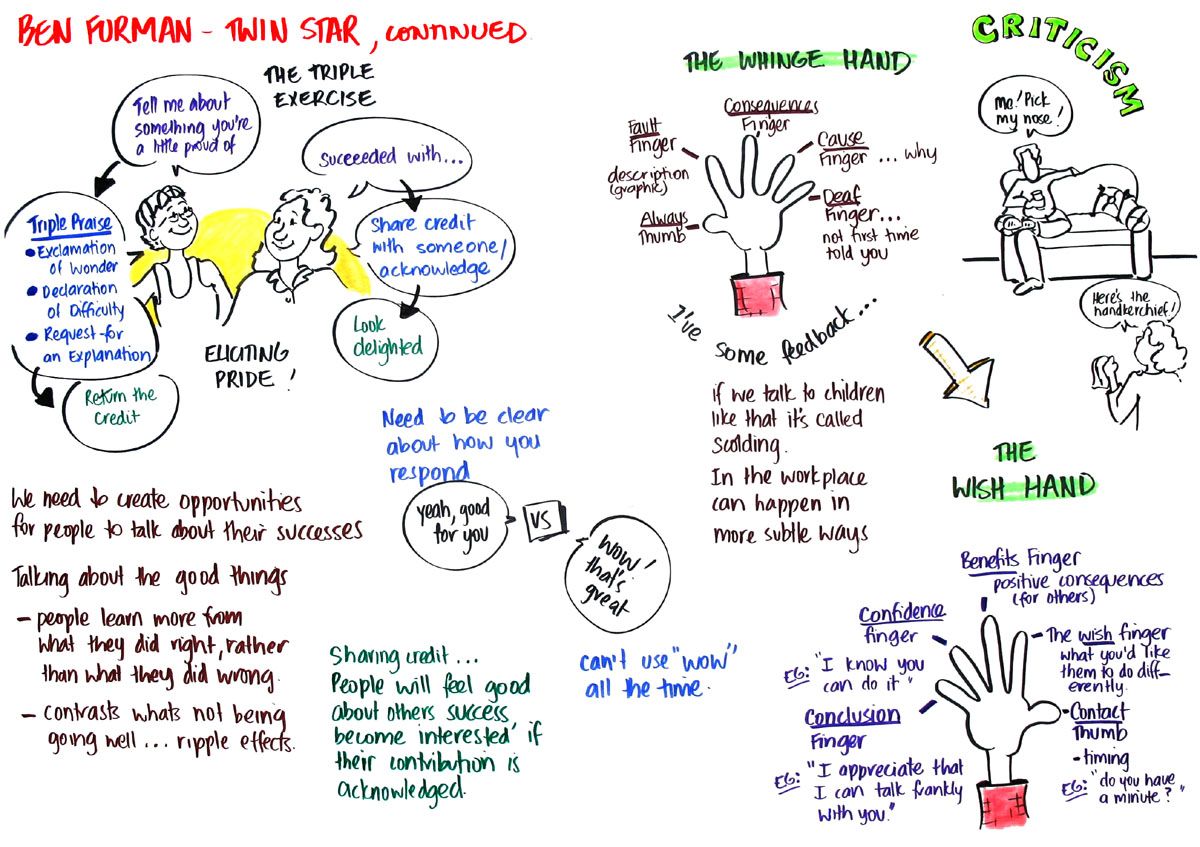 BEN FURMAN - TWIN STAR, CONTINUED
THE TRIPLE
EXERCISE
Tell me about
something you're
a little proud of
Succeeded with...
Triple Praise
• Exclamation
of Wonder
• Declaration
of Difficulty
• Request for
an Explanation
Share credit
with someone/
acknowledge
Look
delighted
ELICITING
PRIDE!
Return the
Credit
Need to be clear
about how you
respond
yeah, good
for you
VS
WOW!
that's
great
can't use "wow"
all the time.
We need to create opportunities
for people to talk about their successes
Talking about the good things
- people learn more from
what they did right, rather
than what they did wrong.
- contrasts whats not being
going well... ripple effects.
Sharing credit...
People will feel good
about others success,
become interested if
their contribution is
acknowledged.
THE WHINGE HAND
Consequences
Finger
Fault
Finger
description
(graphic)
Always
Thumb
Cause
Finger ... why
Deaf
Finger...
not first time
told you
I've some feedback...
if we talk to children
like that it's called
scolding.
In the workplace
can happen in
more subtle ways
CRITICISM
Me! Pick
my nose!
Here's the
handkerchief!
THE
WISH HAND
Benefits Finger
positive consequences
(for others)
Confidence
finger
EG: "I know you
can do it"
Conclusion
Finger
EG: "I appreciate that
I can talk frankly
with you."
- The wish finger
what you'd like
them to do diff-
erently.
• Contact
Thumb
• timing
EG: "do you have
a minute?"